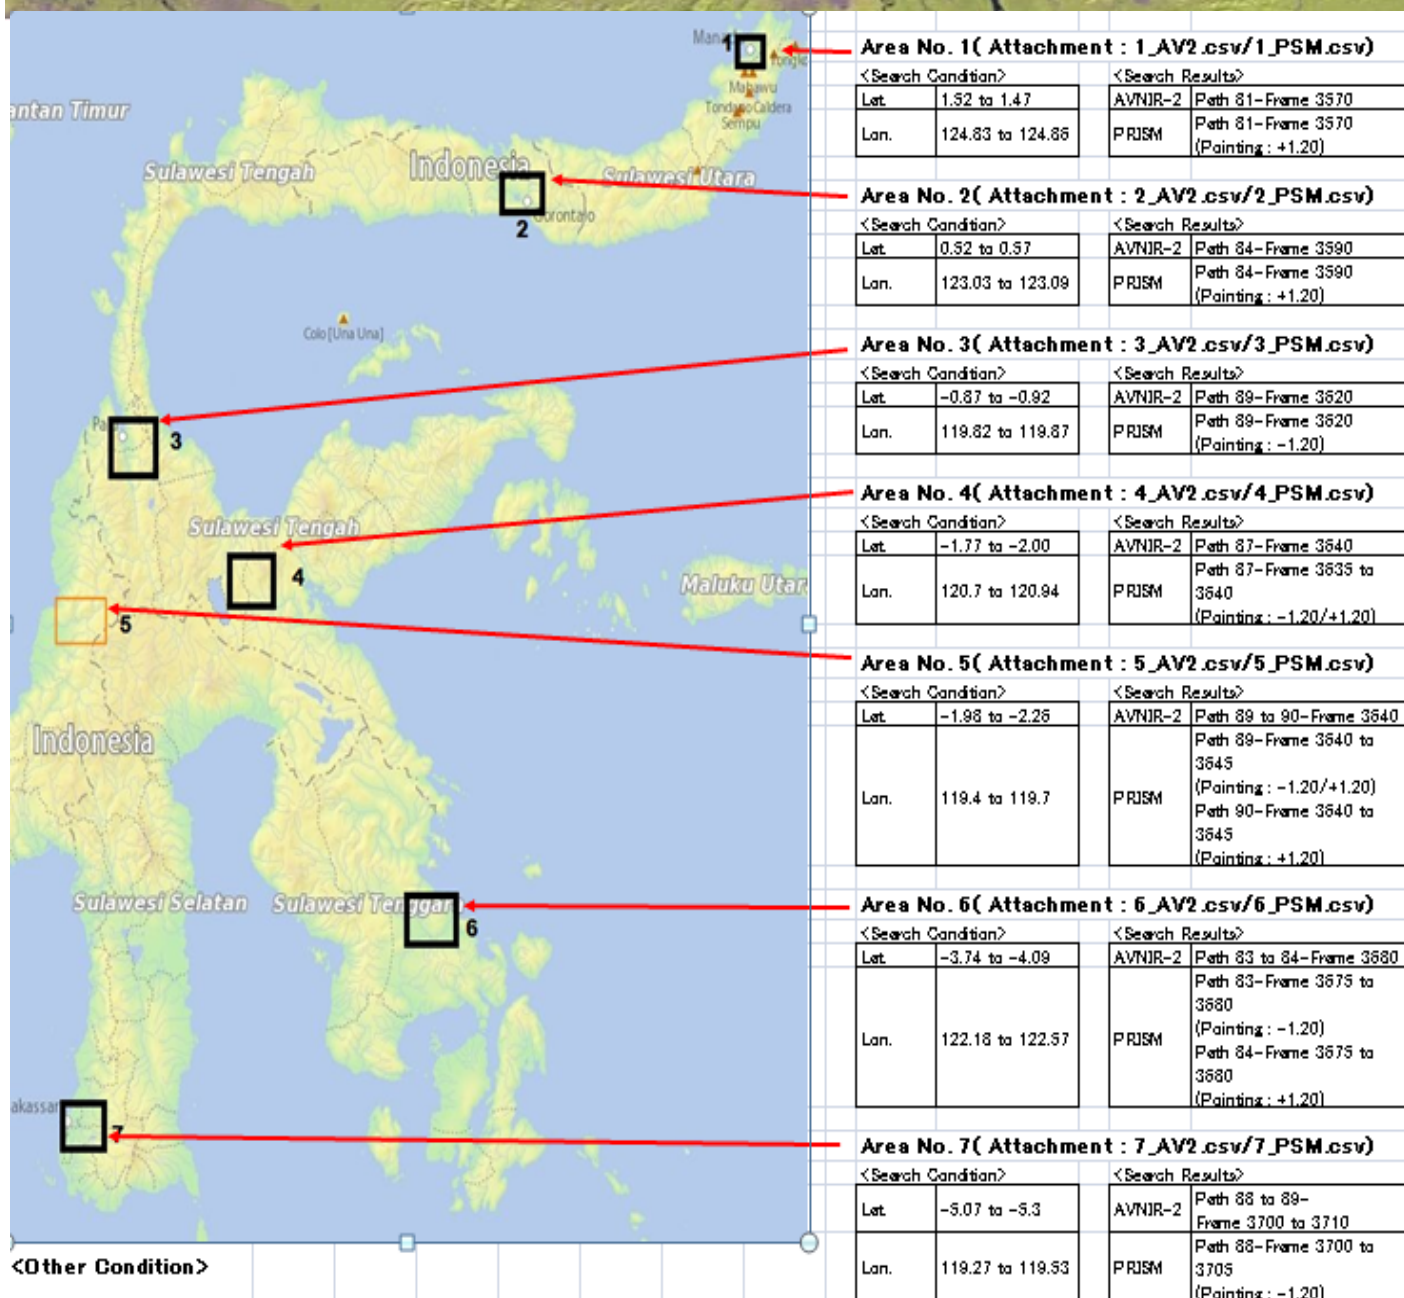 Manad
1
Tongko
Mahawu
Tondano Caldera
Sempu
antan Timur
Sulawesi Tengah
Indonesia
Sulawesi Utara
Gorontalo
2
Colo [Una Una]
Palu
3
Sulawesi Tengah
4
Maluku Utar
5
Indonesia
Sulawesi Selatan
Sulawesi Tenggara
6
akassar
7
<Other Condition>
Area No. 1( Attachment : 1_AV2.csv/1_PSM.csv)
<Search Condition> <Search Results>
Lat. 1.52 to 1.47 AVNIR-2 Path 81-Frame 3570
Lon. 124.83 to 124.86 PRISM Path 81-Frame 3570
(Pointing : +1.20)
Area No. 2( Attachment : 2_AV2.csv/2_PSM.csv)
<Search Condition> <Search Results>
Lat. 0.52 to 0.57 AVNIR-2 Path 84-Frame 3590
Lon. 123.03 to 123.09 PRISM Path 84-Frame 3590
(Pointing : +1.20)
Area No. 3( Attachment : 3_AV2.csv/3_PSM.csv)
<Search Condition> <Search Results>
Lat. -0.87 to -0.92 AVNIR-2 Path 89-Frame 3620
Lon. 119.82 to 119.87 PRISM Path 89-Frame 3620
(Pointing : -1.20)
Area No. 4( Attachment : 4_AV2.csv/4_PSM.csv)
<Search Condition> <Search Results>
Lat. -1.77 to -2.00 AVNIR-2 Path 87-Frame 3640
Lon. 120.7 to 120.94 PRISM Path 87-Frame 3635 to
3640
(Pointing : -1.20/+1.20)
Area No. 5( Attachment : 5_AV2.csv/5_PSM.csv)
<Search Condition> <Search Results>
Lat. -1.98 to -2.26 AVNIR-2 Path 89 to 90-Frame 3640
Lon. 119.4 to 119.7 PRISM Path 89-Frame 3640 to
3645
(Pointing : -1.20/+1.20)
Path 90-Frame 3640 to
3645
(Pointing : +1.20)
Area No. 6( Attachment : 6_AV2.csv/6_PSM.csv)
<Search Condition> <Search Results>
Lat. -3.74 to -4.09 AVNIR-2 Path 83 to 84-Frame 3680
Lon. 122.18 to 122.57 PRISM Path 83-Frame 3675 to
3680
(Pointing : -1.20)
Path 84-Frame 3675 to
3680
(Pointing : +1.20)
Area No. 7( Attachment : 7_AV2.csv/7_PSM.csv)
<Search Condition> <Search Results>
Lat. -5.07 to -5.3 AVNIR-2 Path 88 to 89-
Frame 3700 to 3710
Lon. 119.27 to 119.53 PRISM Path 88-Frame 3700 to
3705
(Pointing : -1.20)